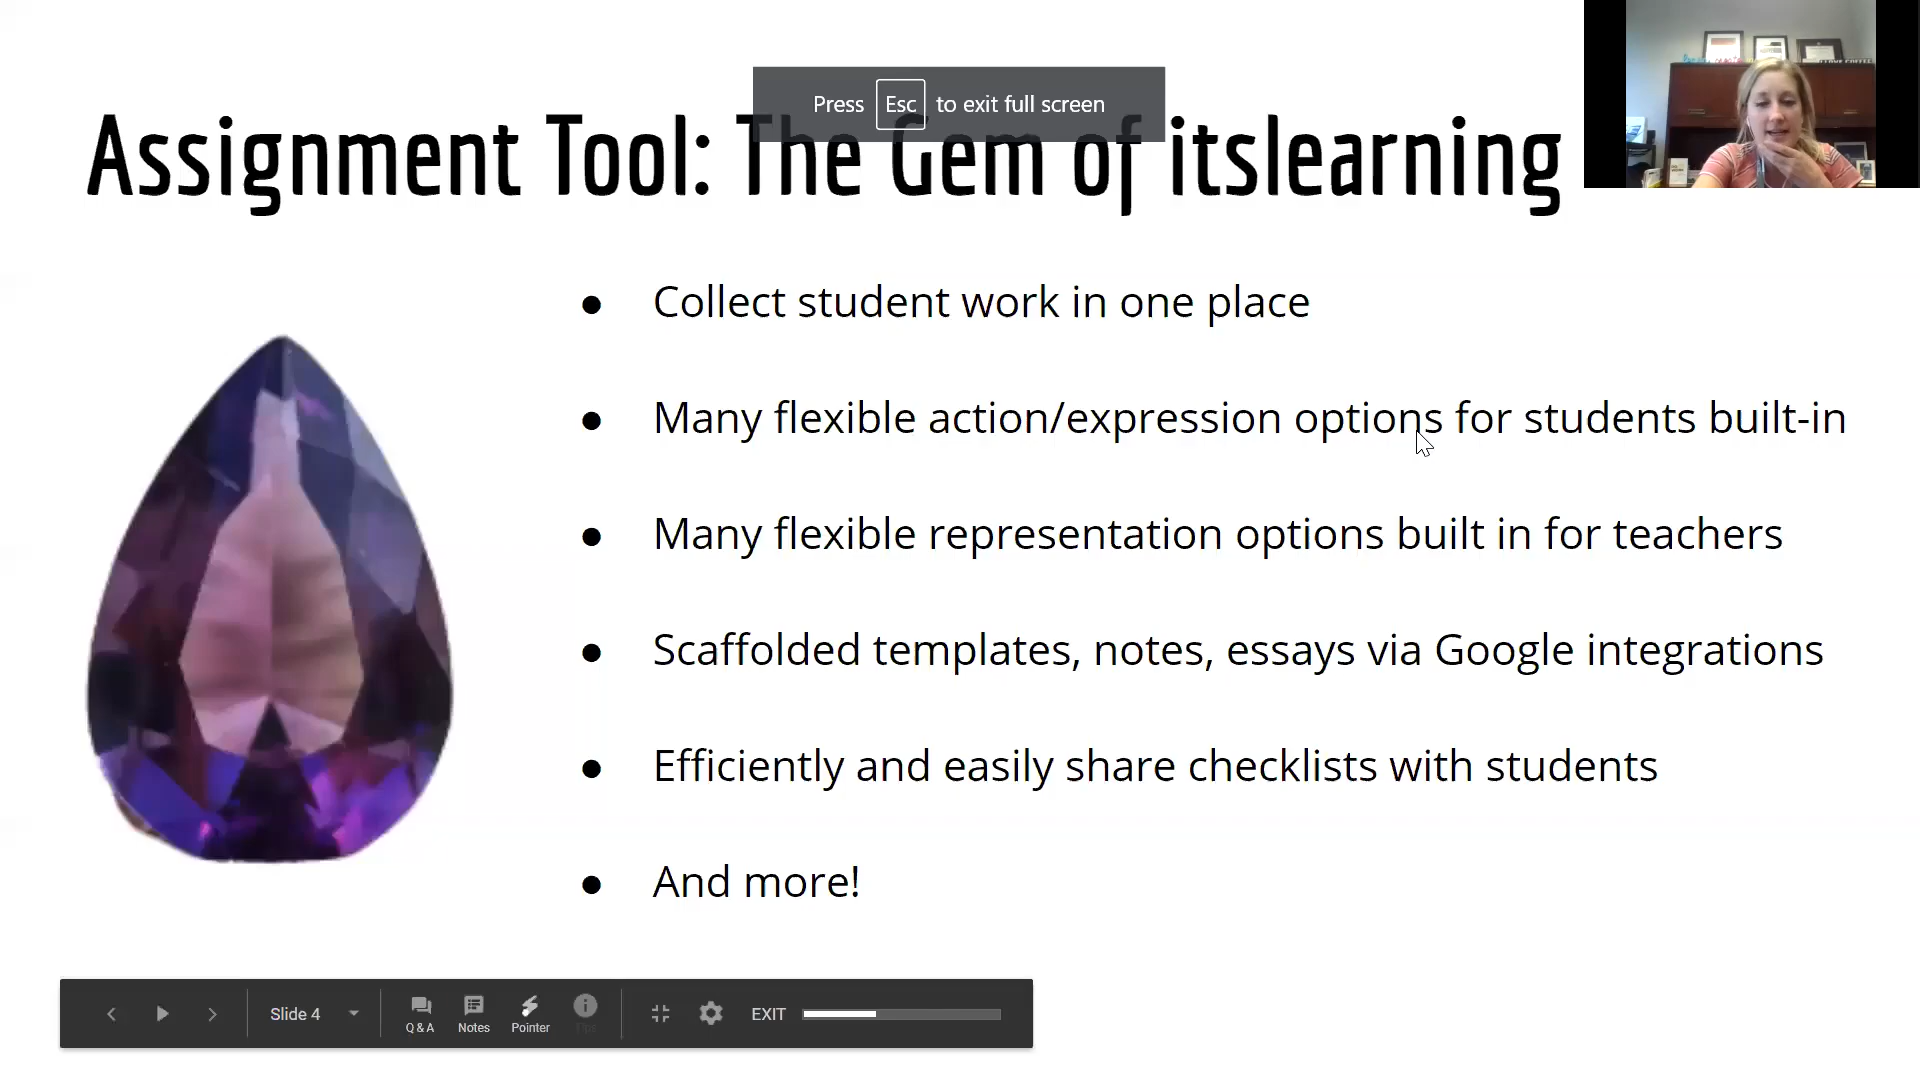 Press Esc to exit full screen
Assignment Tool: The Gem of itslearning
● Collect student work in one place
● Many flexible action/expression options for students built-in
● Many flexible representation options built in for teachers
● Scaffolded templates, notes, essays via Google integrations
● Efficiently and easily share checklists with students
● And more!
Slide 4
Q & A
Notes
Pointer
Tips
EXIT